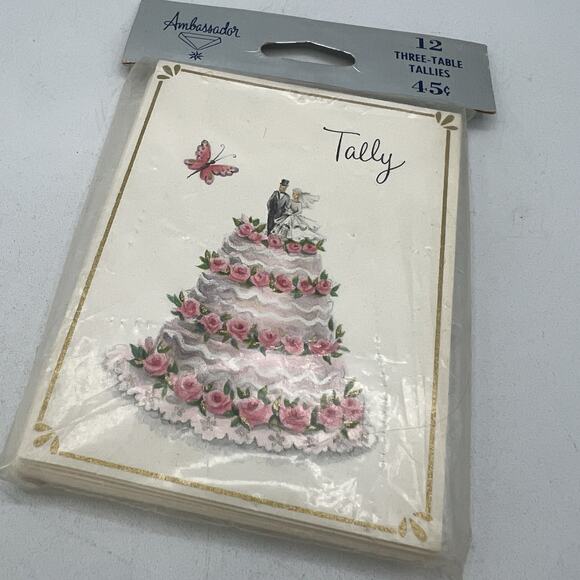 Ambassador
12
THREE-TABLE
TALLIES
45¢
Tally